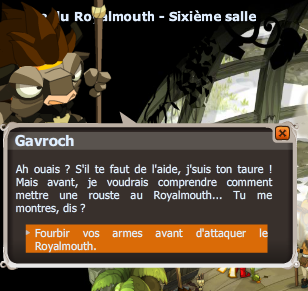 du Royalmouth - Sixième salle
Gavroch
Ah ouais ? S'il te faut de l'aide, j'suis ton taure !
Mais avant, je voudrais comprendre comment
mettre une rouste au Royalmouth... Tu me
montres, dis ?
Fourbir vos armes avant d'attaquer le
Royalmouth.